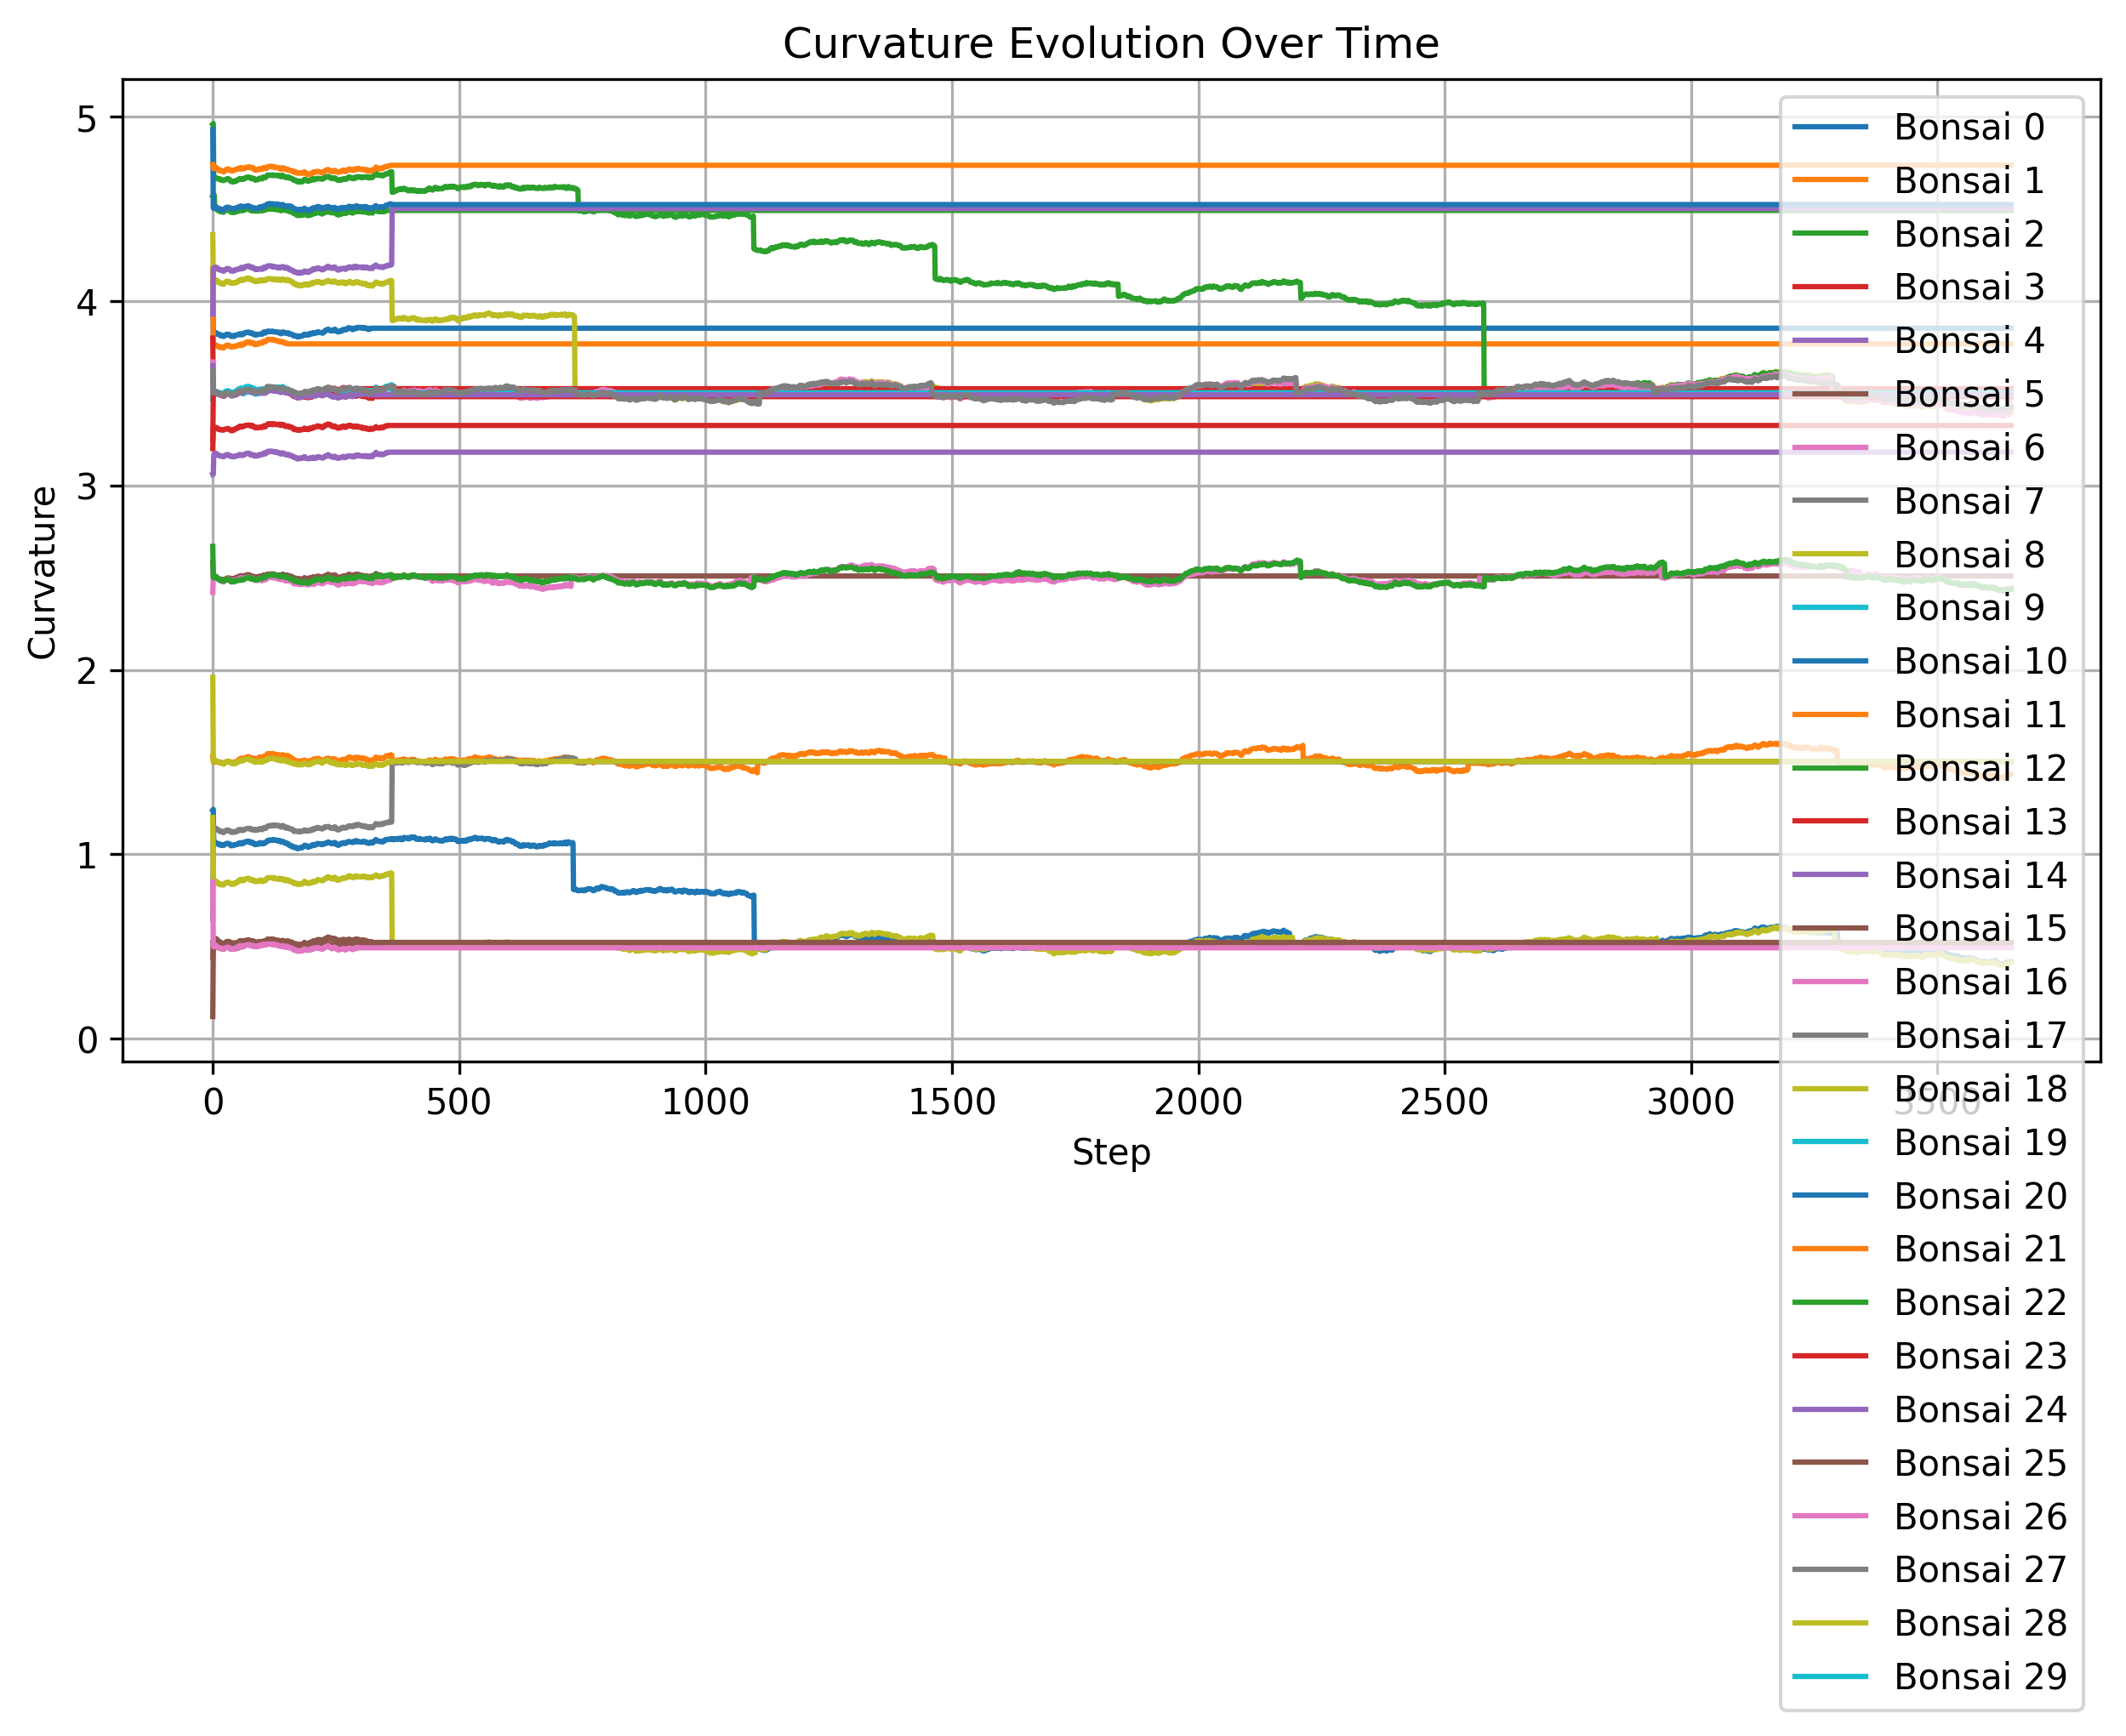 Curvature Evolution Over Time
Curvature
5
4
3
2
1
0
0 500 1000 1500 2000 2500 3000 3500
Step
Bonsai 0
Bonsai 1
Bonsai 2
Bonsai 3
Bonsai 4
Bonsai 5
Bonsai 6
Bonsai 7
Bonsai 8
Bonsai 9
Bonsai 10
Bonsai 11
Bonsai 12
Bonsai 13
Bonsai 14
Bonsai 15
Bonsai 16
Bonsai 17
Bonsai 18
Bonsai 19
Bonsai 20
Bonsai 21
Bonsai 22
Bonsai 23
Bonsai 24
Bonsai 25
Bonsai 26
Bonsai 27
Bonsai 28
Bonsai 29